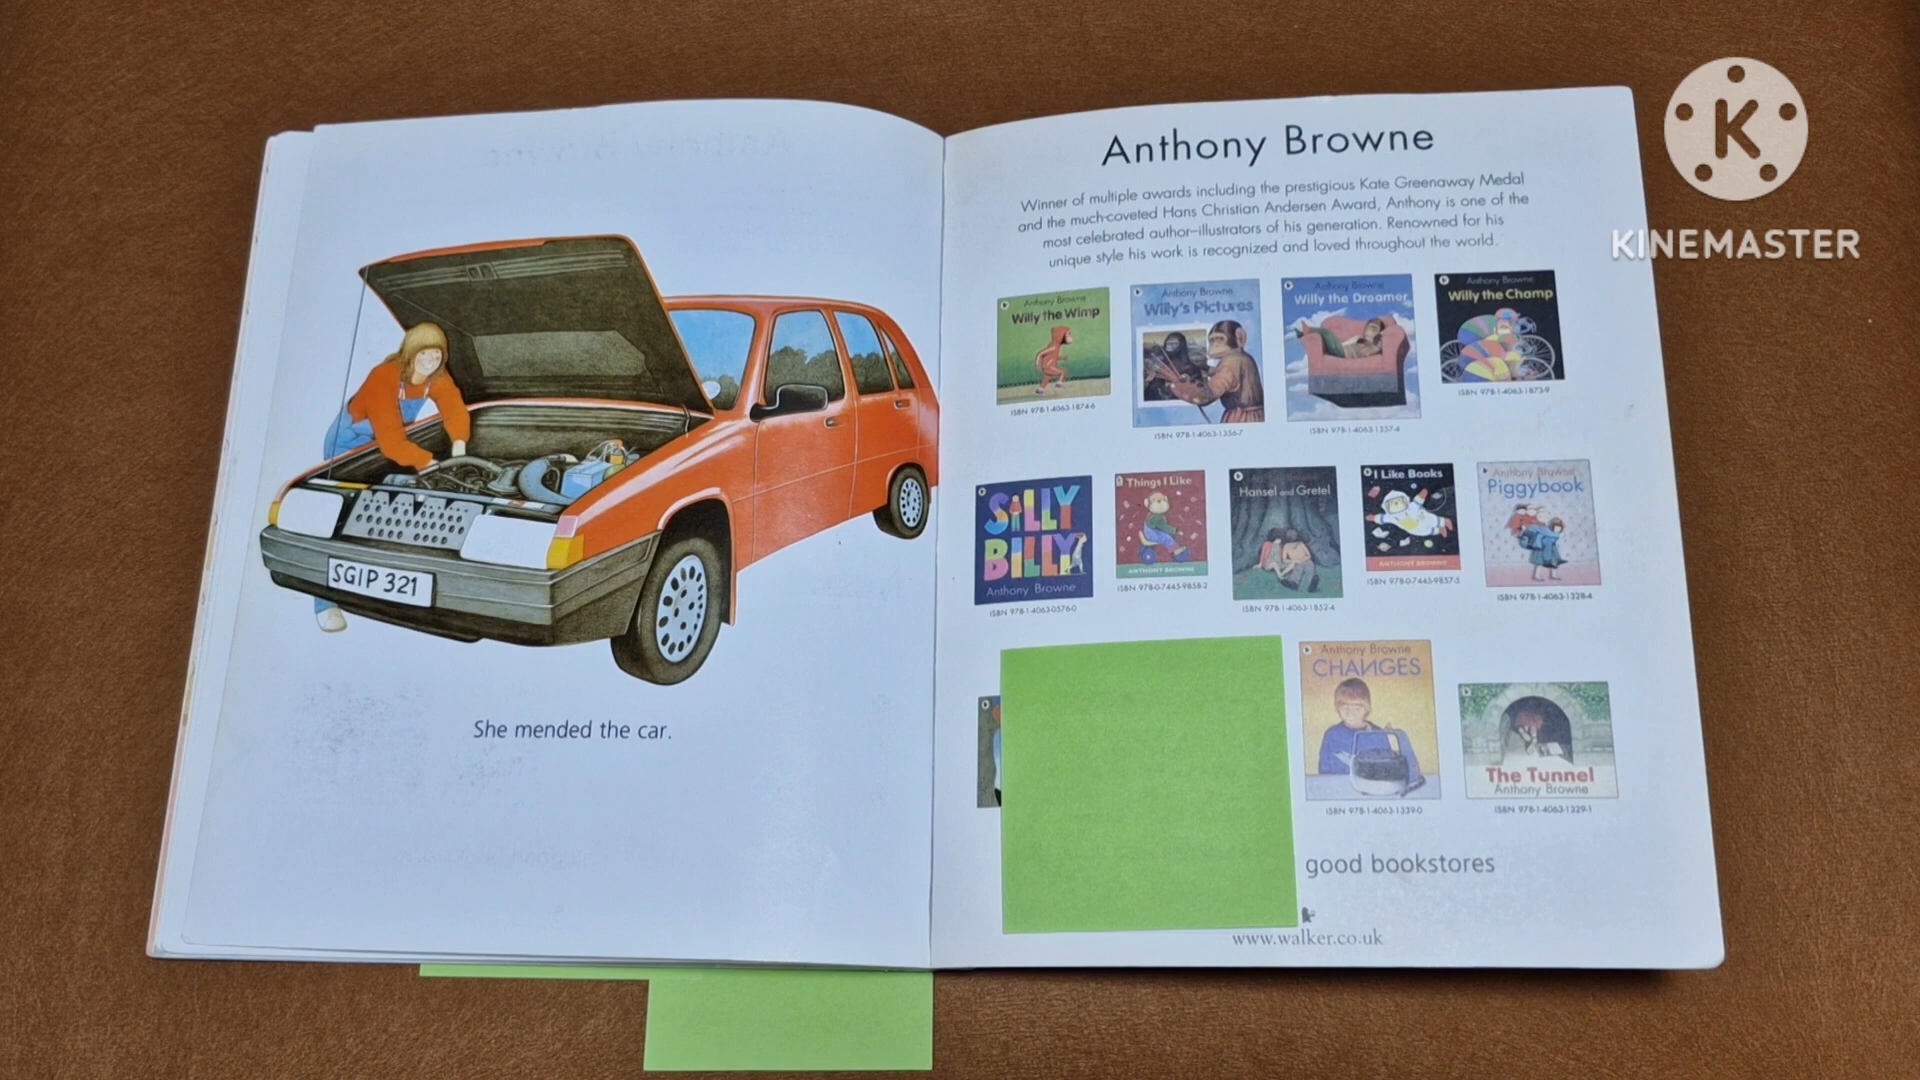 SGIP 321
She mended the car.
Anthony Browne
Winner of multiple awards including the prestigious Kate Greenaway Medal
and the much-coveted Hans Christian Andersen Award, Anthony is one of the
most celebrated author–illustrators of his generation. Renowned for his
unique style his work is recognized and loved throughout the world.
Anthony Browne
Willy the Wimp
ISBN 978-1-4063-1874-6
Anthony Browne
Willy's Pictures
ISBN 978-1-4063-1356-7
Anthony Browne
Willy the Dreamer
ISBN 978-1-4063-1357-4
Anthony Browne
Willy the Champ
ISBN 978-1-4063-1873-9
SILLY
BILLY
Anthony Browne
ISBN 978-1-4063-0576-0
Things I Like
ANTHONY BROWNE
ISBN 978-0-7445-9858-2
Hansel and Gretel
ISBN 978-1-4063-1852-4
I Like Books
ANTHONY BROWNE
ISBN 978-0-7445-9857-5
Anthony Browne
Piggybook
ISBN 978-1-4063-1328-4
Anthony Browne
CHANGES
ISBN 978-1-4063-1339-0
The Tunnel
Anthony Browne
ISBN 978-1-4063-1329-1
good bookstores
www.walker.co.uk
K
KINEMASTER